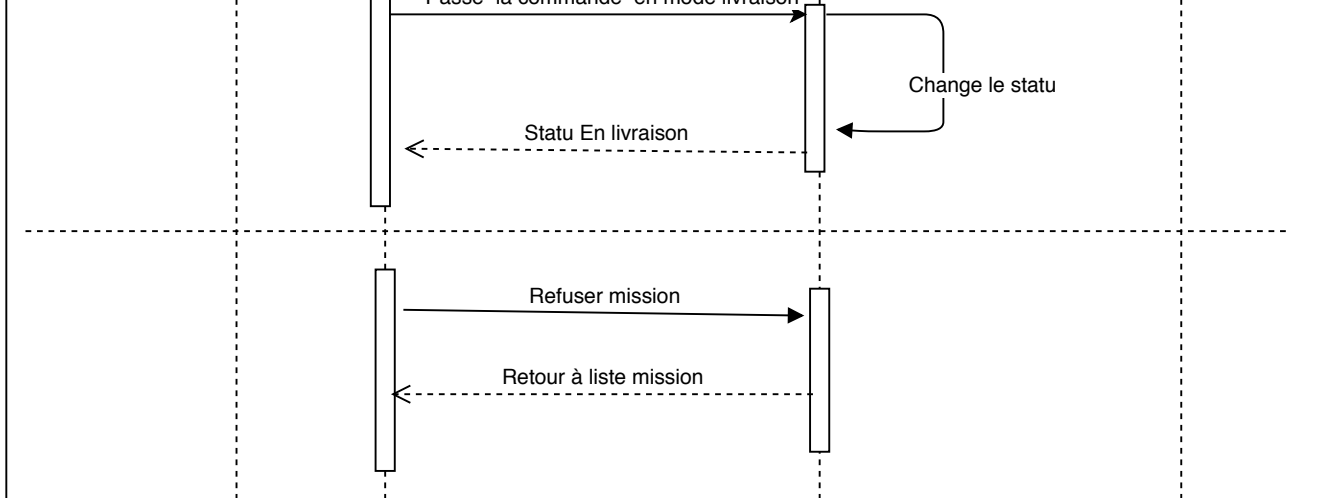 Passe la commande en mode livraison
Change le statu
Statu En livraison
Refuser mission
Retour à liste mission